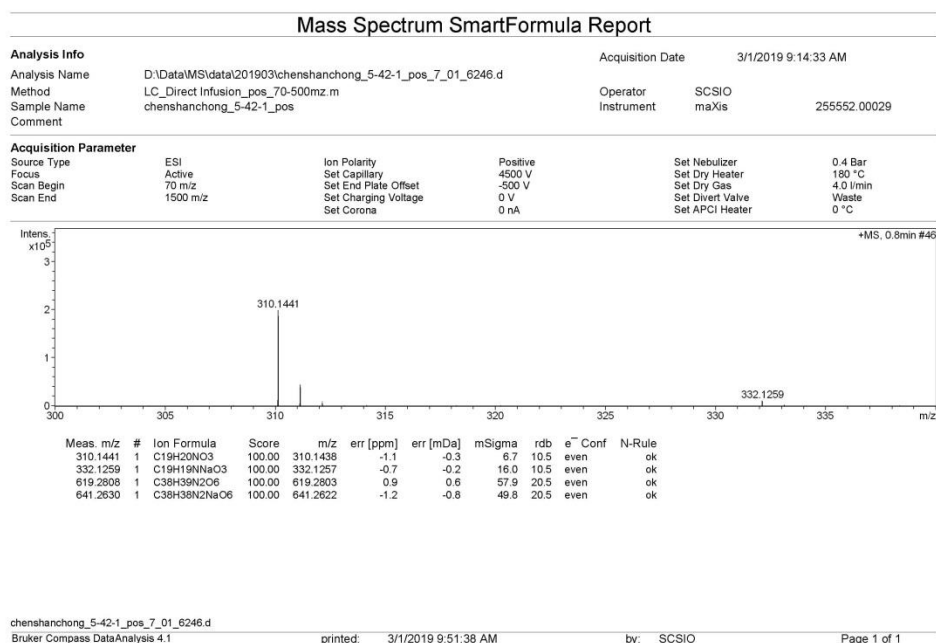 Mass Spectrum SmartFormula Report
Analysis Info Acquisition Date 3/1/2019 9:14:33 AM
Analysis Name D:\Data\MS\data\201903\chenshanchong_5-42-1_pos_7_01_6246.d
Method LC_Direct Infusion_pos_70-500mz.m Operator SCSIO
Sample Name chenshanchong_5-42-1_pos Instrument maXis 255552.00029
Comment
Acquisition Parameter
Source Type ESI Ion Polarity Positive Set Nebulizer 0.4 Bar
Focus Active Set Capillary 4500 V Set Dry Heater 180 °C
Scan Begin 70 m/z Set End Plate Offset -500 V Set Dry Gas 4.0 l/min
Scan End 1500 m/z Set Charging Voltage 0 V Set Divert Valve Waste
Set Corona 0 nA Set APCI Heater 0 °C
Intens. +MS, 0.8min #46
x10⁵
3
310.1441
2
1
332.1259
0
300 305 310 315 320 325 330 335 m/z
Meas. m/z # Ion Formula Score m/z err [ppm] err [mDa] mSigma rdb e⁻ Conf N-Rule
310.1441 1 C19H20NO3 100.00 310.1438 -1.1 -0.3 6.7 10.5 even ok
332.1259 1 C19H19NNaO3 100.00 332.1257 -0.7 -0.2 16.0 10.5 even ok
619.2808 1 C38H39N2O6 100.00 619.2803 0.9 0.6 57.9 20.5 even ok
641.2630 1 C38H38N2NaO6 100.00 641.2622 -1.2 -0.8 49.8 20.5 even ok
chenshanchong_5-42-1_pos_7_01_6246.d
Bruker Compass DataAnalysis 4.1 printed: 3/1/2019 9:51:38 AM by: SCSIO Page 1 of 1